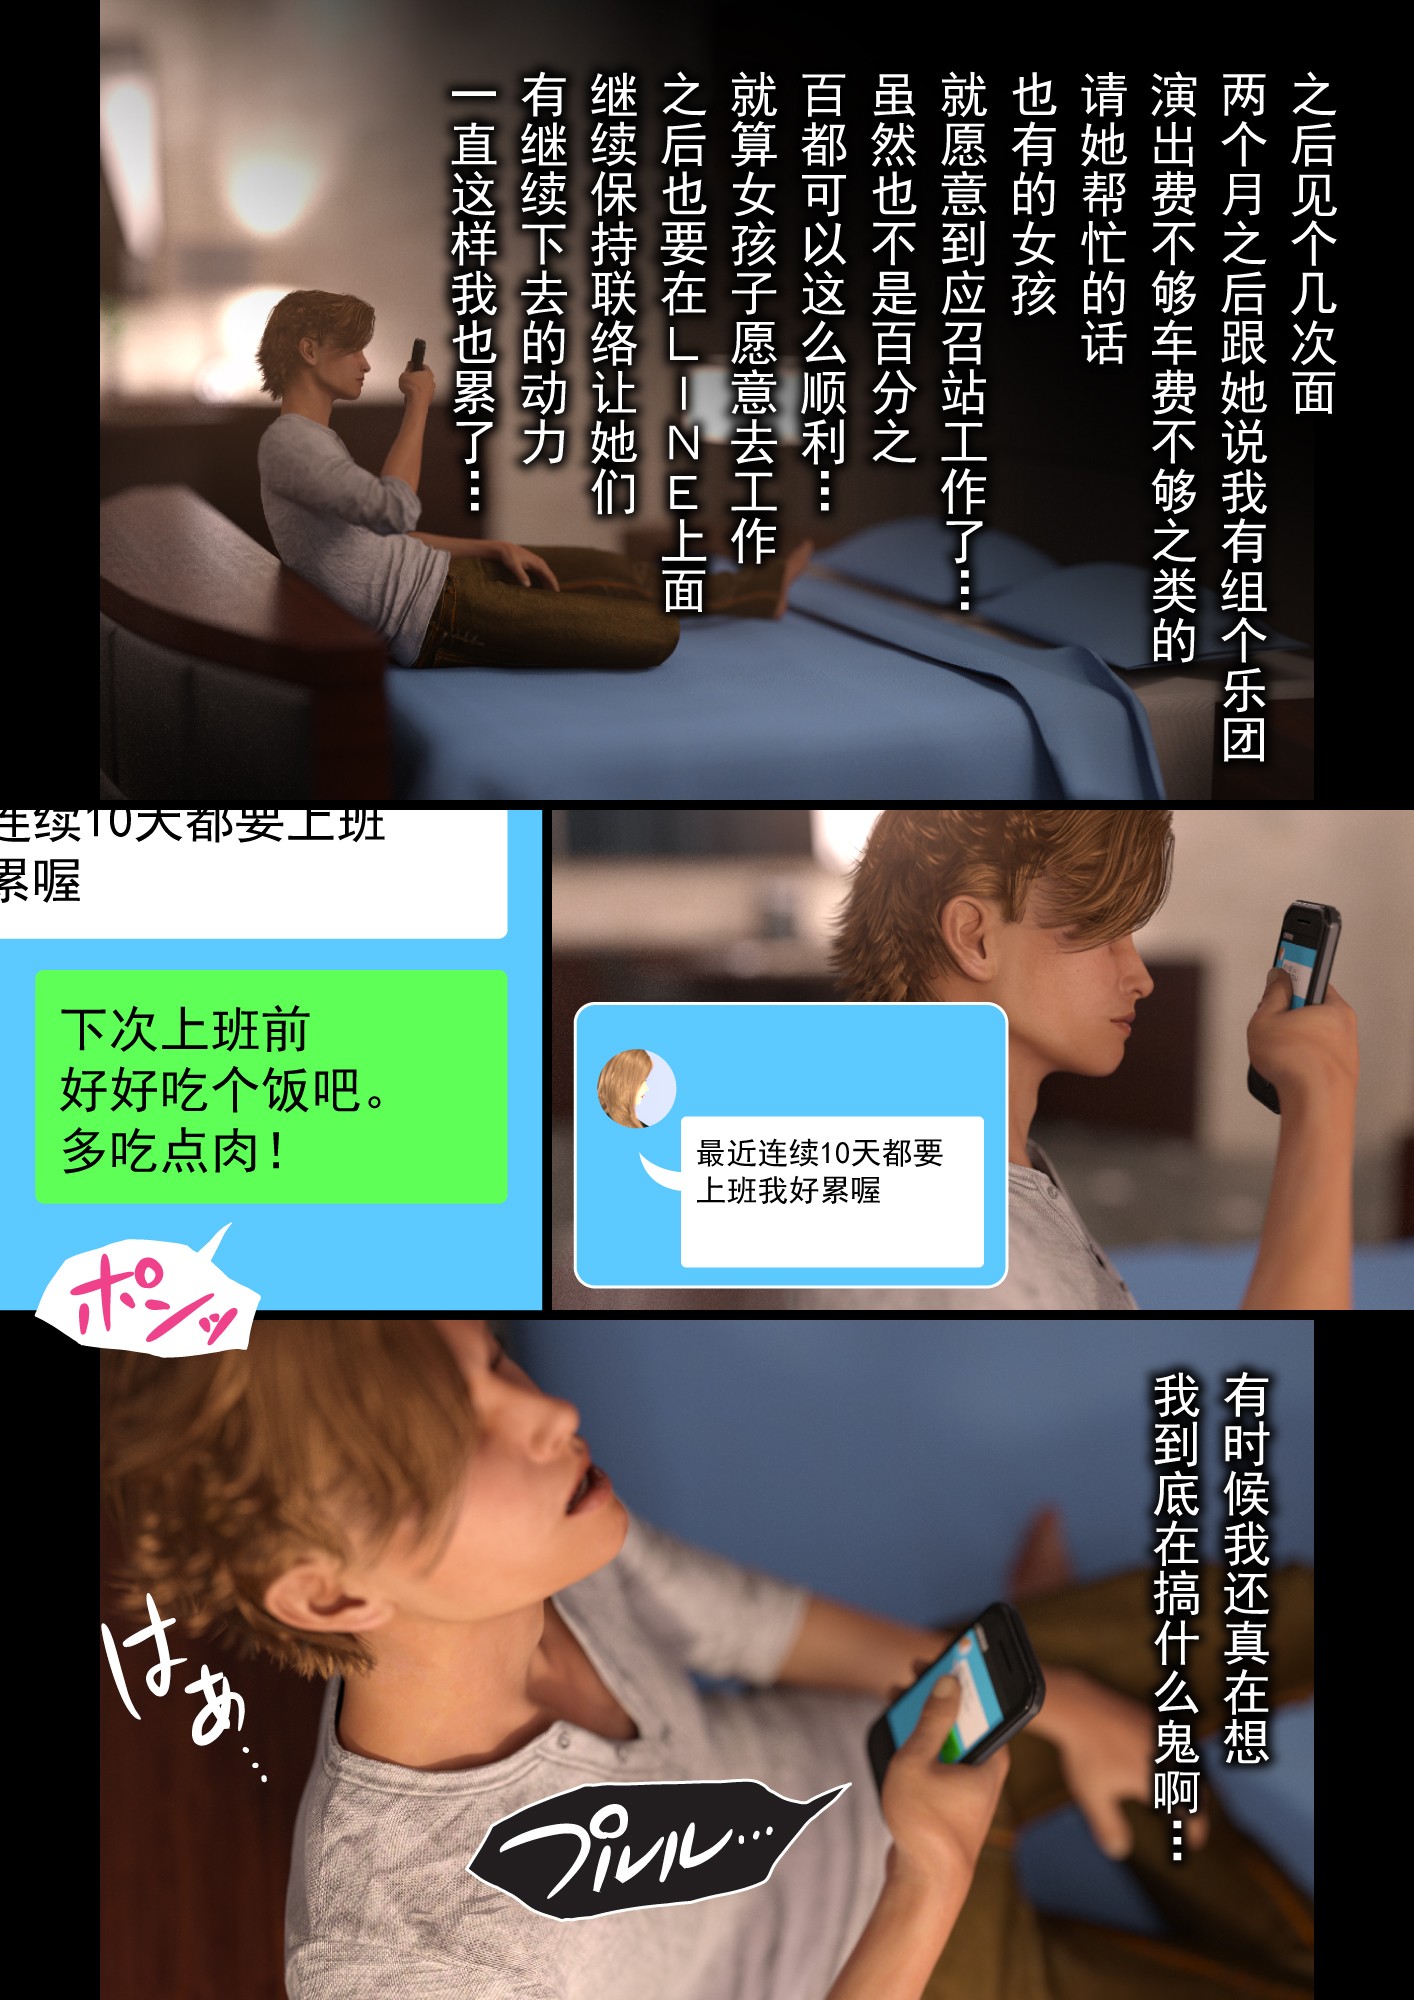 之后见个几次面
两个月之后跟她说我有组个乐团
演出费不够车费不够之类的
请她帮忙的话
也有的女孩
就愿意到应召站工作了…
虽然也不是百分之
百都可以这么顺利…
就算女孩子愿意去工作
之后也要在LINE上面
继续保持联络让她们
有继续下去的动力
一直这样我也累了…
最近连续10天都要
上班我好累喔
连续10天都要上班
累喔
下次上班前
好好吃个饭吧。
多吃点肉！
ポンッ
有时候我还真在想
我到底在搞什么鬼啊…
はぁ…
プルル…